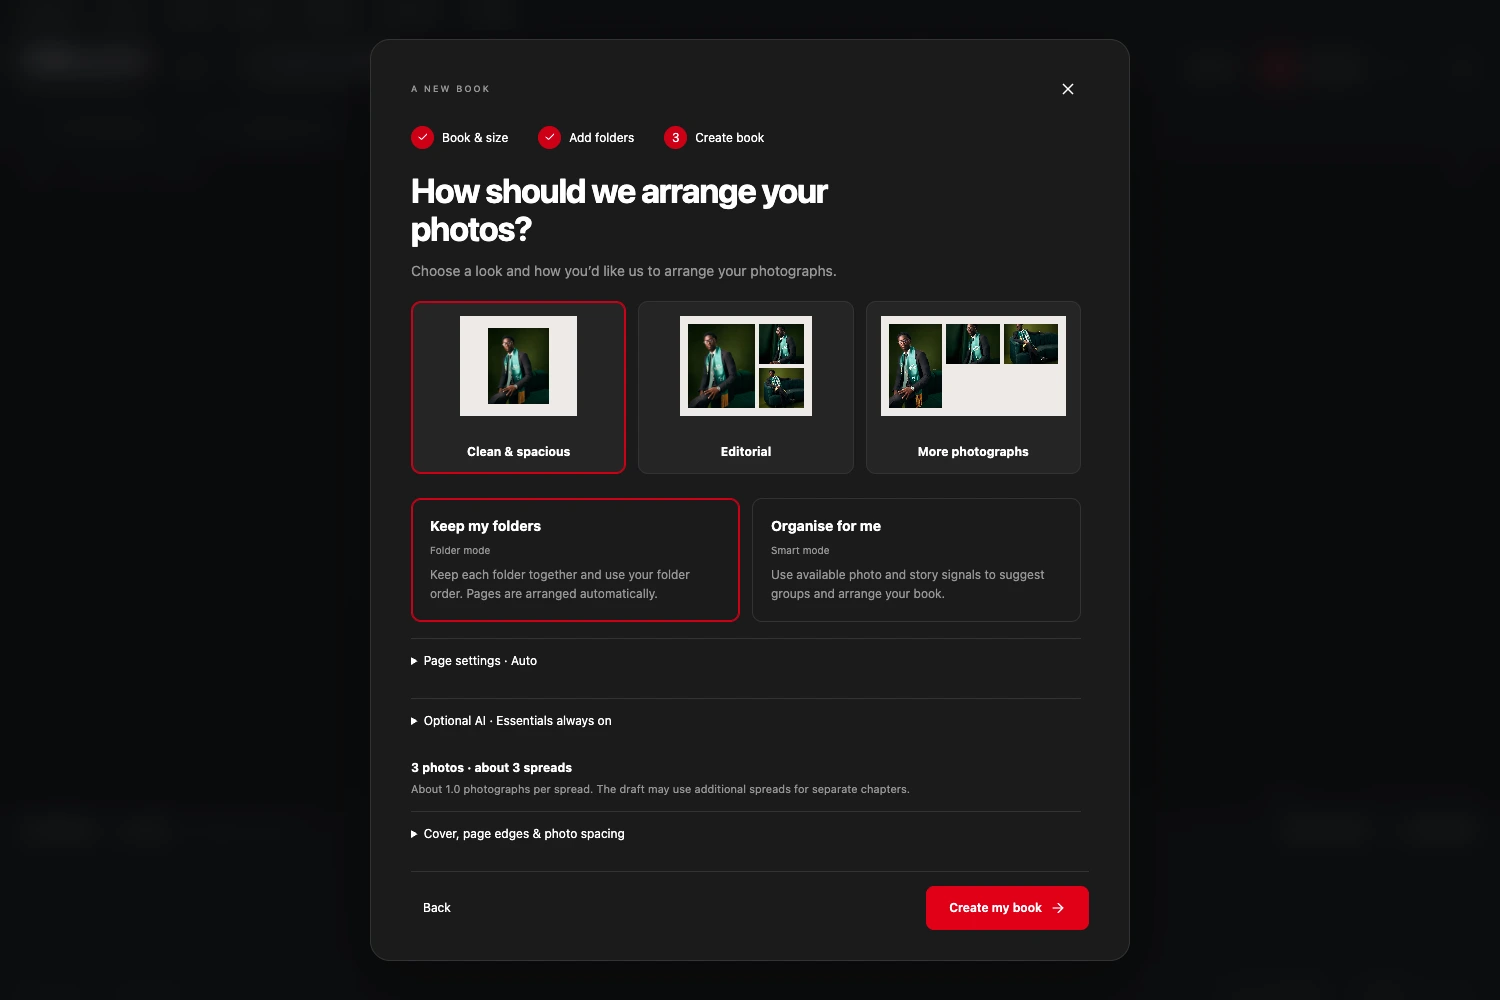 A NEW BOOK
Book & size
Add folders
3 Create book
How should we arrange your
photos?
Choose a look and how you’d like us to arrange your photographs.
Clean & spacious
Editorial
More photographs
Keep my folders
Folder mode
Keep each folder together and use your folder
order. Pages are arranged automatically.
Organise for me
Smart mode
Use available photo and story signals to suggest
groups and arrange your book.
Page settings · Auto
Optional AI · Essentials always on
3 photos · about 3 spreads
About 1.0 photographs per spread. The draft may use additional spreads for separate chapters.
Cover, page edges & photo spacing
Back
Create my book